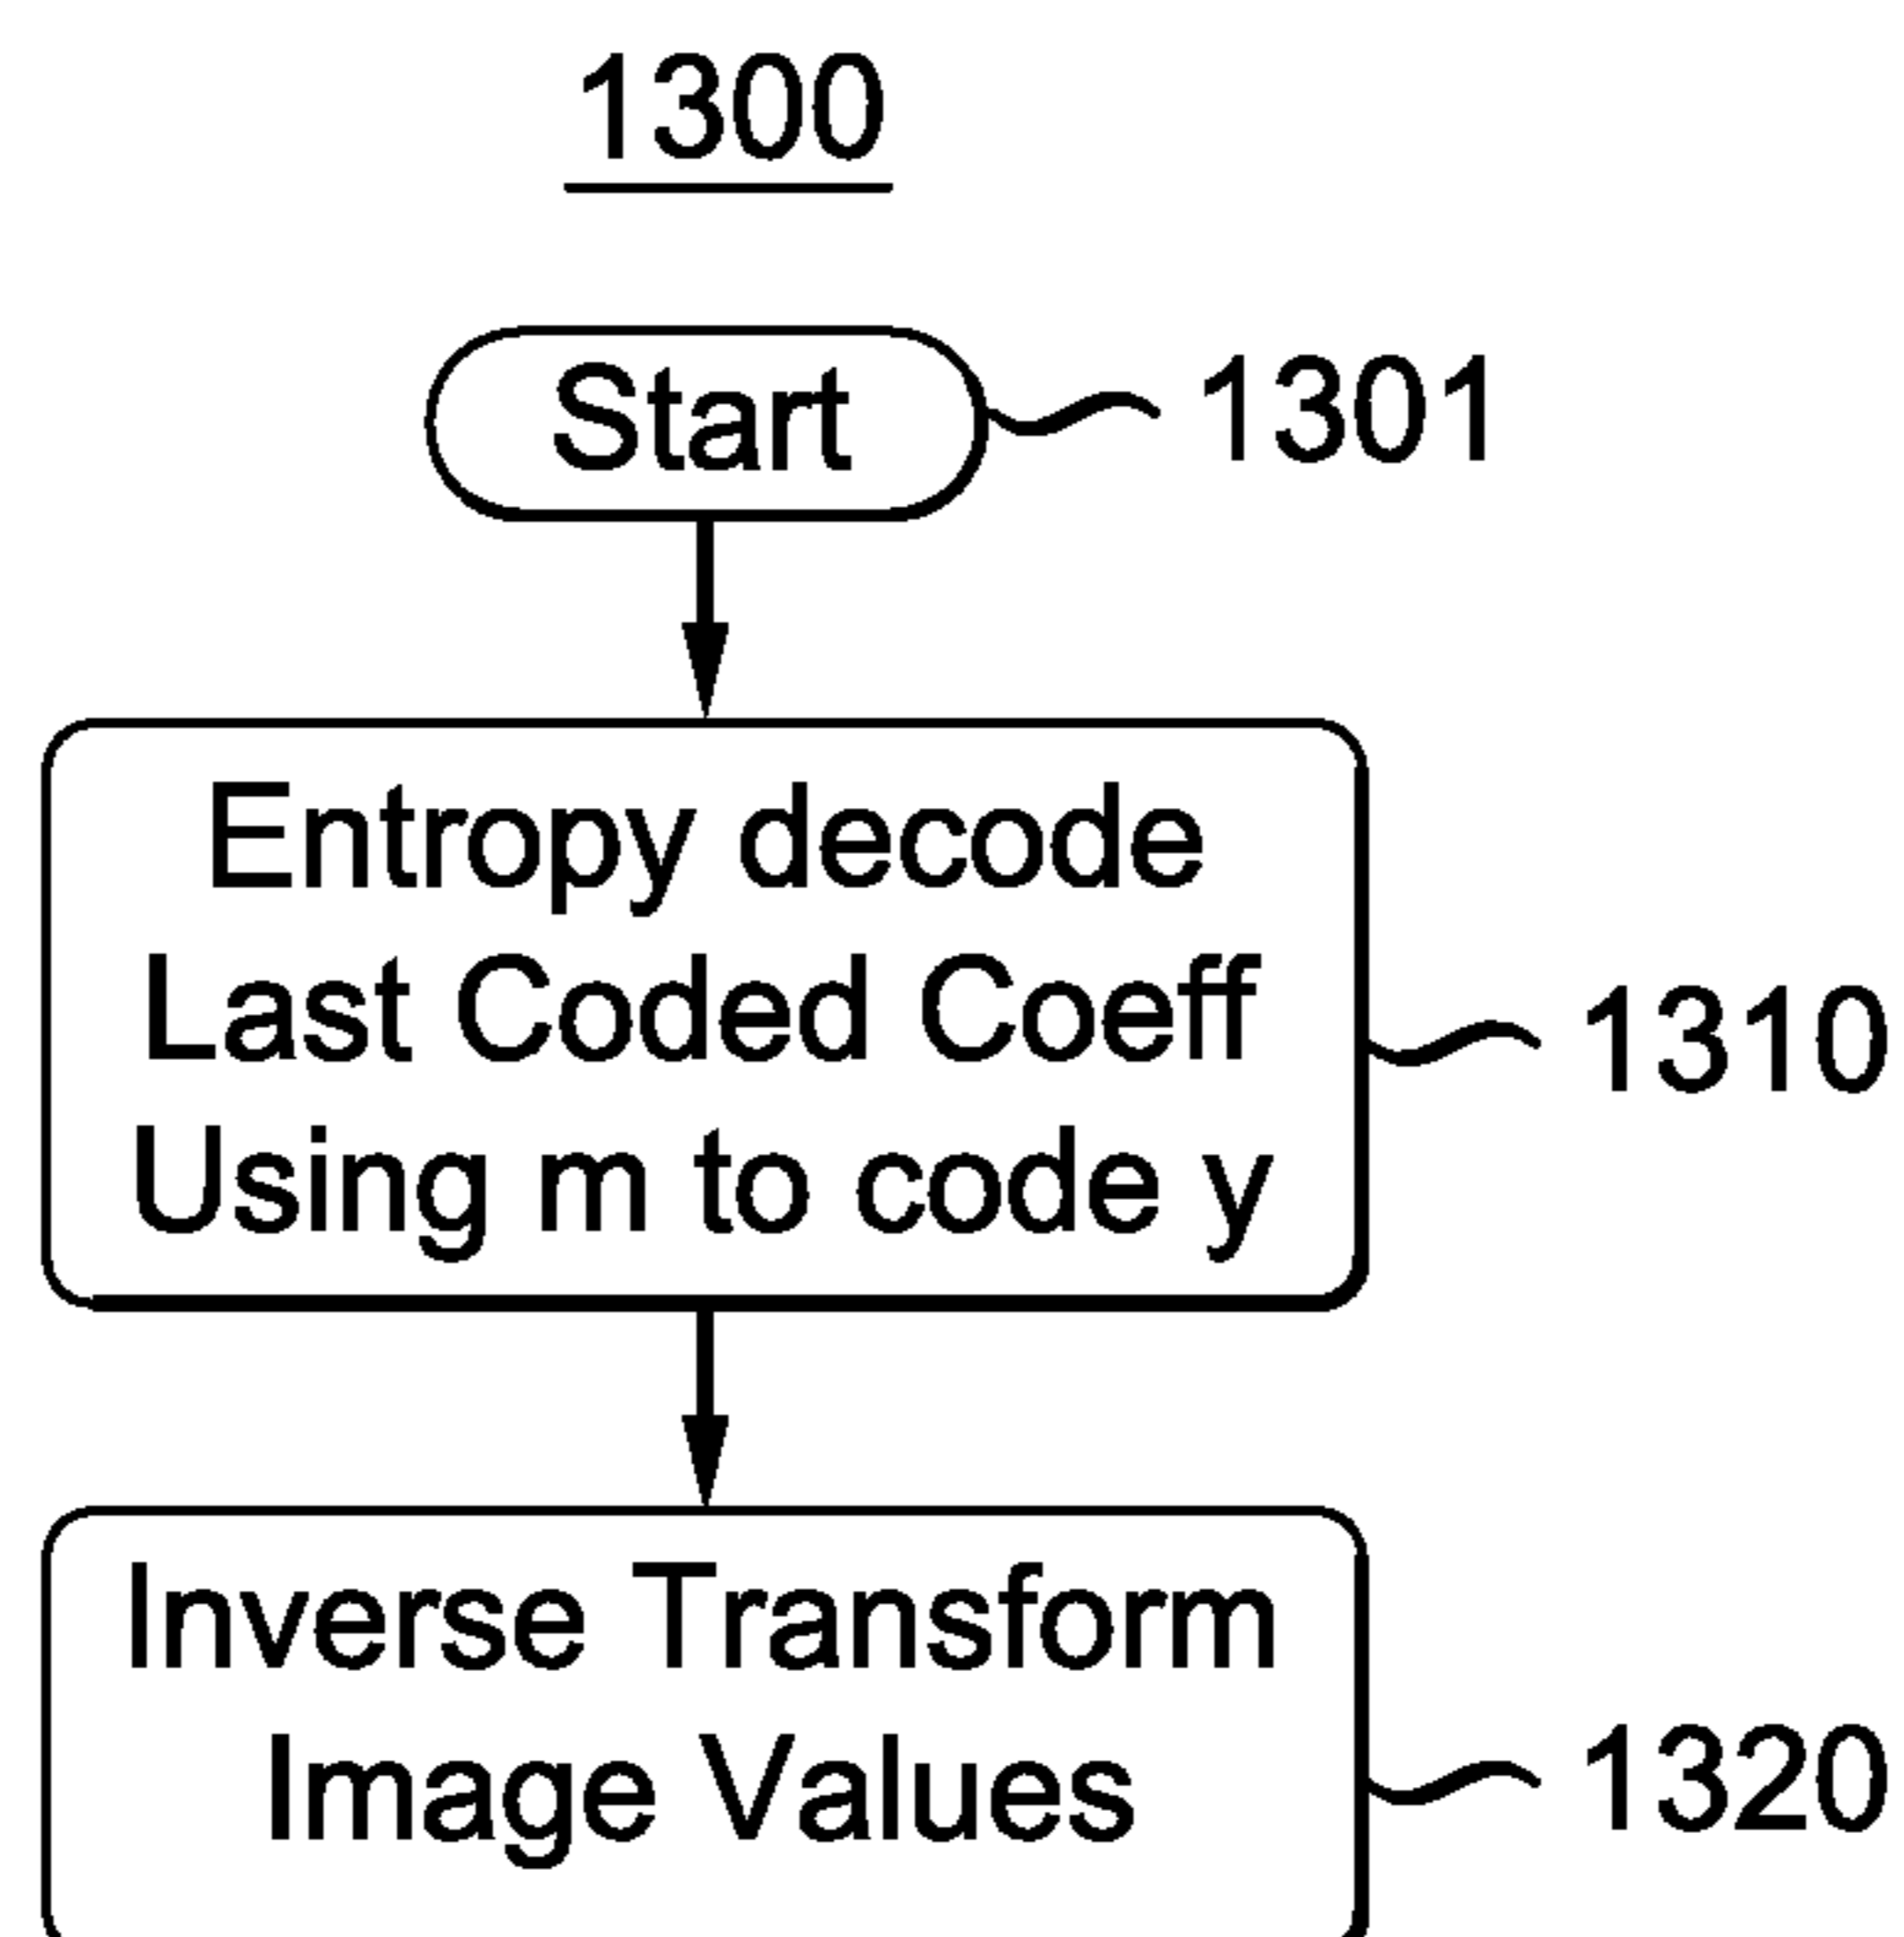 1300
Start
1301
Entropy decode
Last Coded Coeff
Using m to code y
1310
Inverse Transform
Image Values
1320